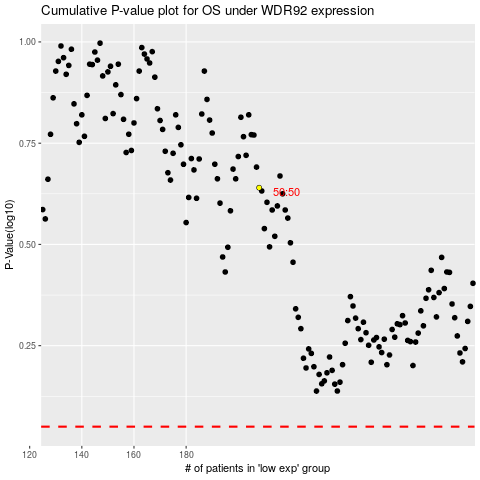 Cumulative P-value plot for OS under WDR92 expression
P-Value(log10)
1.00
0.75
0.50
0.25
50:50
120 140 160 180
# of patients in 'low exp' group